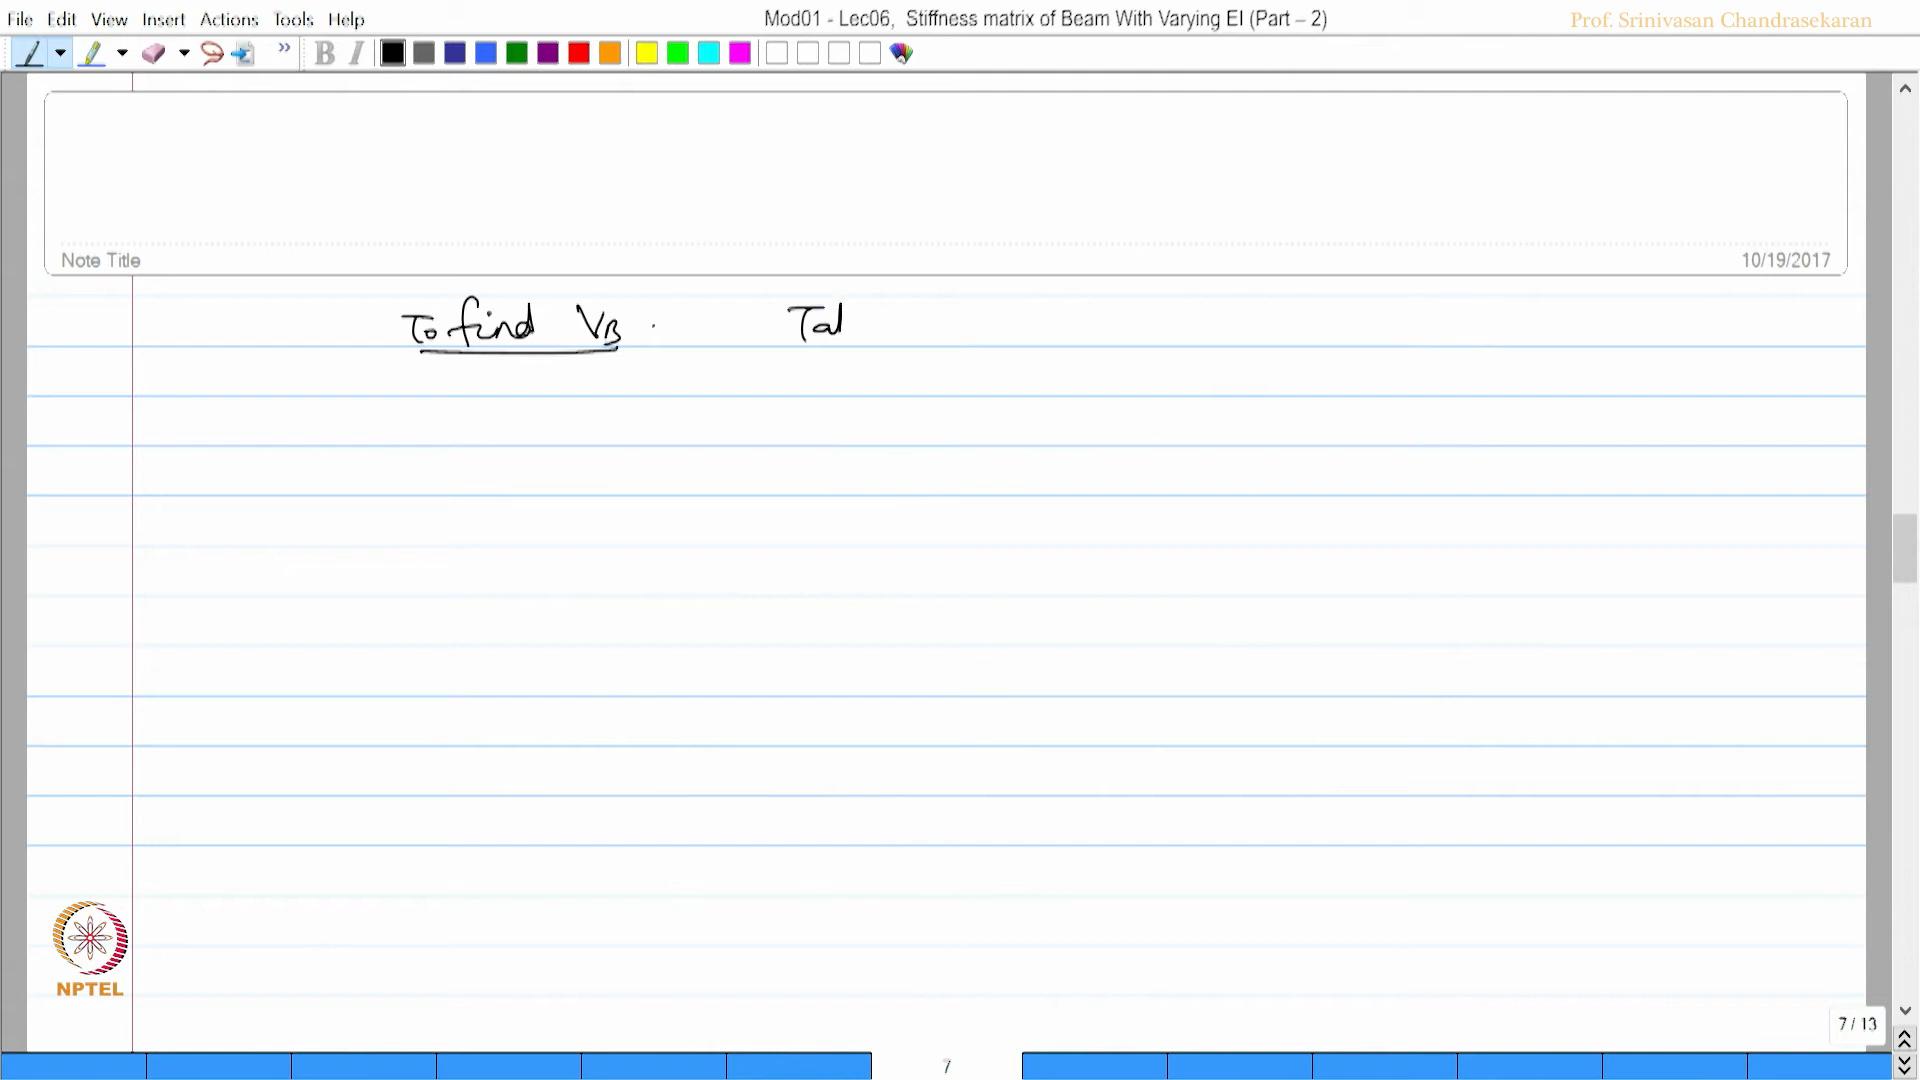 File Edit View Insert Actions Tools Help
Mod01 - Lec06, Stiffness matrix of Beam With Varying EI (Part – 2)
Prof. Srinivasan Chandrasekaran
» B I
Note Title
10/19/2017
To find VB. Tal
NPTEL
7 / 13
7